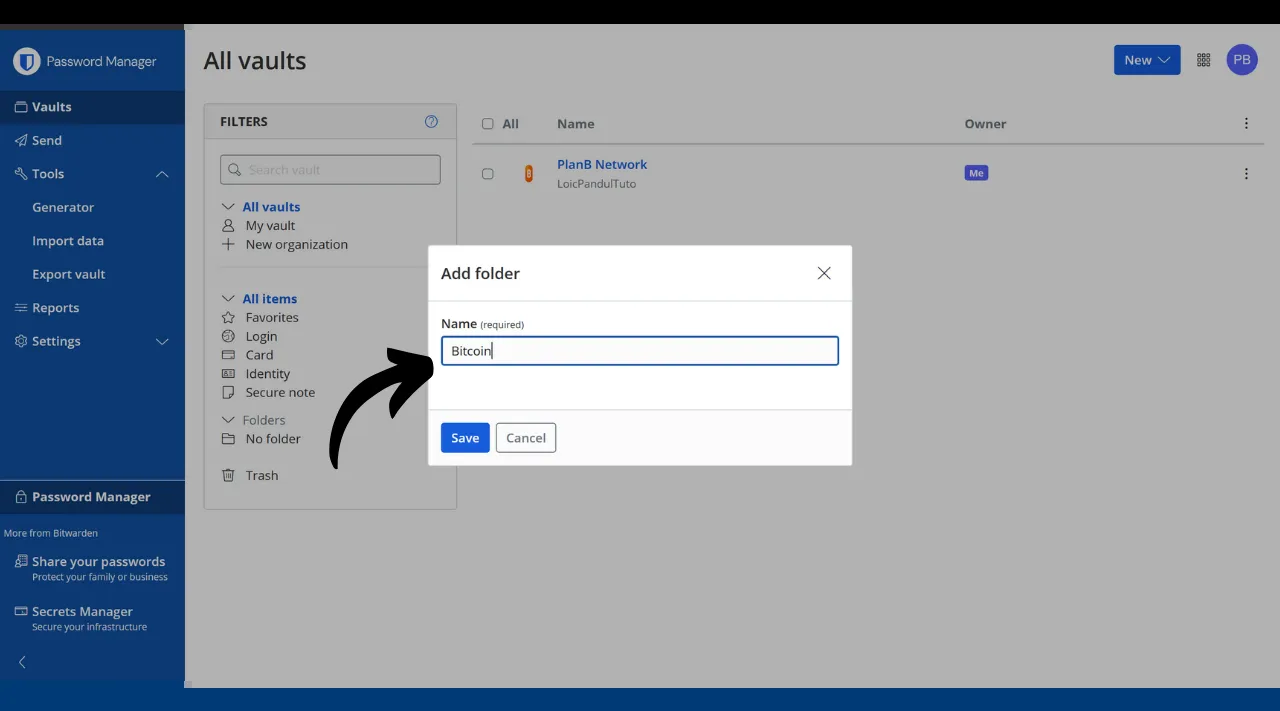 Password Manager
Vaults
Send
Tools
Generator
Import data
Export vault
Reports
Settings
Password Manager
More from Bitwarden
Share your passwords
Protect your family or business
Secrets Manager
Secure your infrastructure
All vaults
New
PB
FILTERS
Search vault
All vaults
My vault
New organization
All items
Favorites
Login
Card
Identity
Secure note
Folders
No folder
Trash
All Name Owner
PlanB Network
LoicPandulTuto
Me
Add folder
Name (required)
Bitcoin
Save Cancel